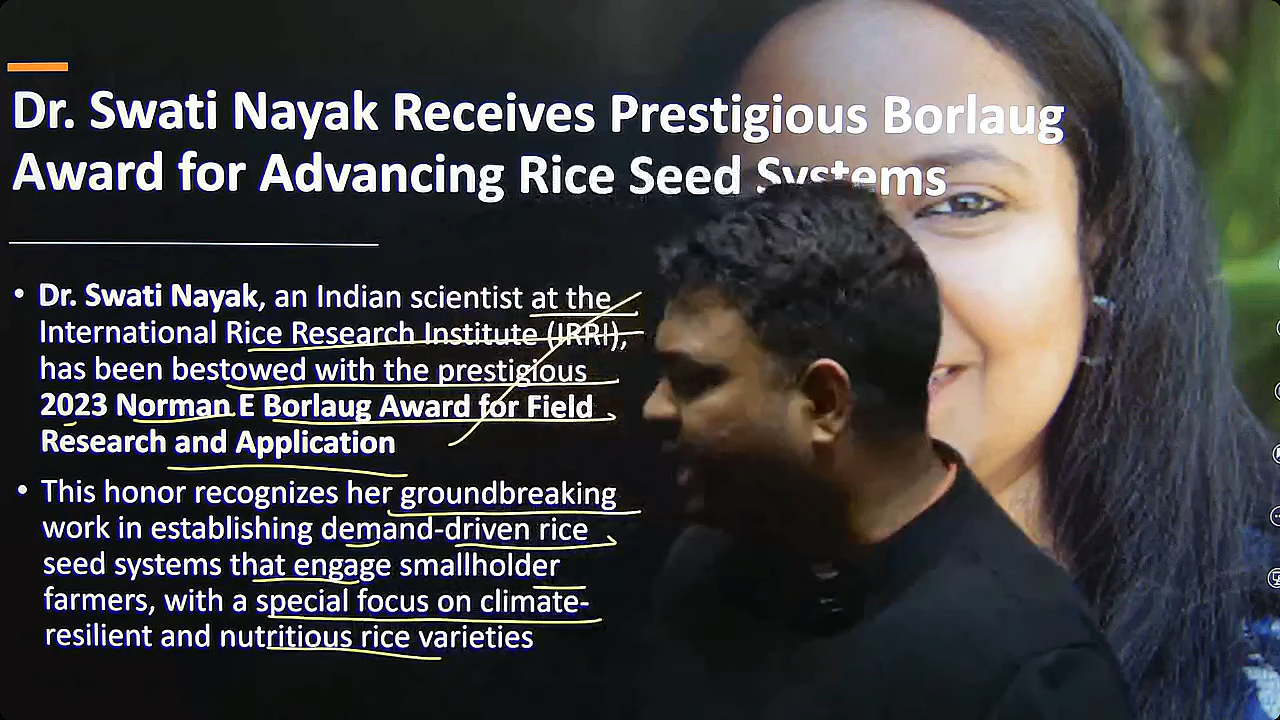 Dr. Swati Nayak Receives Prestigious Borlaug
Award for Advancing Rice Seed Systems
• Dr. Swati Nayak, an Indian scientist at the
International Rice Research Institute (IRRI),
has been bestowed with the prestigious
2023 Norman E Borlaug Award for Field
Research and Application
• This honor recognizes her groundbreaking
work in establishing demand-driven rice
seed systems that engage smallholder
farmers, with a special focus on climate-
resilient and nutritious rice varieties